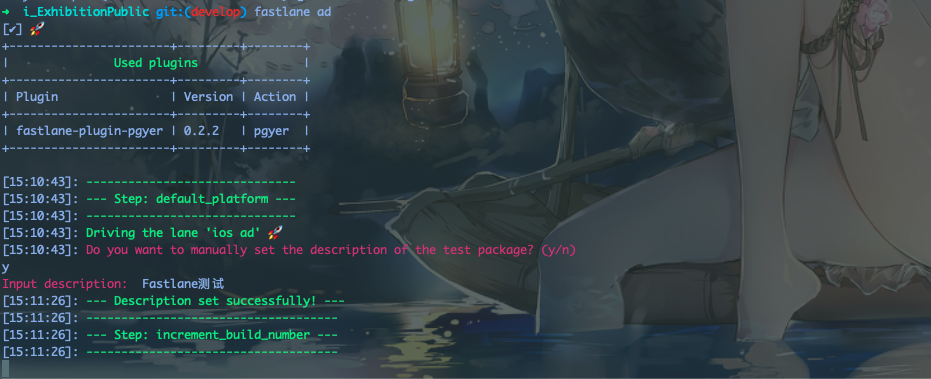 ➜  i_ExhibitionPublic git:(develop) fastlane ad
[✔] 🚀
+-----------------------+---------+--------+
|               Used plugins               |
+-----------------------+---------+--------+
| Plugin                | Version | Action |
+-----------------------+---------+--------+
| fastlane-plugin-pgyer | 0.2.2   | pgyer  |
+-----------------------+---------+--------+
[15:10:43]: ------------------------------
[15:10:43]: --- Step: default_platform ---
[15:10:43]: ------------------------------
[15:10:43]: Driving the lane 'ios ad' 🚀
[15:10:43]: Do you want to manually set the description of the test package? (y/n)
y
Input description:  Fastlane测试
[15:11:26]: --- Description set successfully! ---
[15:11:26]: ------------------------------------
[15:11:26]: --- Step: increment_build_number ---
[15:11:26]: ------------------------------------